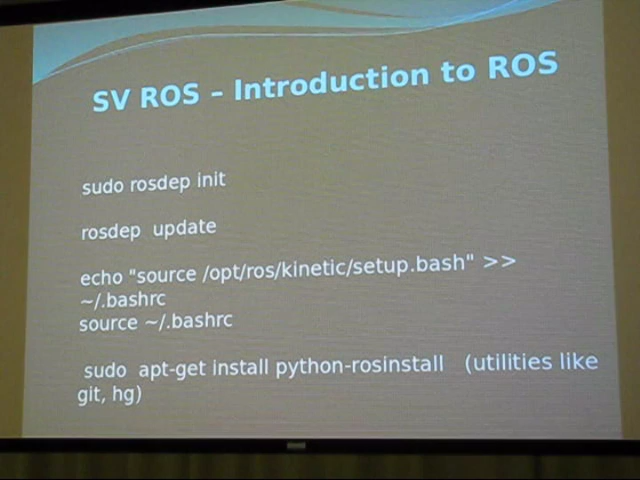 SV ROS – Introduction to ROS
sudo rosdep init
rosdep  update
echo "source /opt/ros/kinetic/setup.bash" >>
~/.bashrc
source ~/.bashrc
sudo  apt-get install python-rosinstall   (utilities like
git, hg)